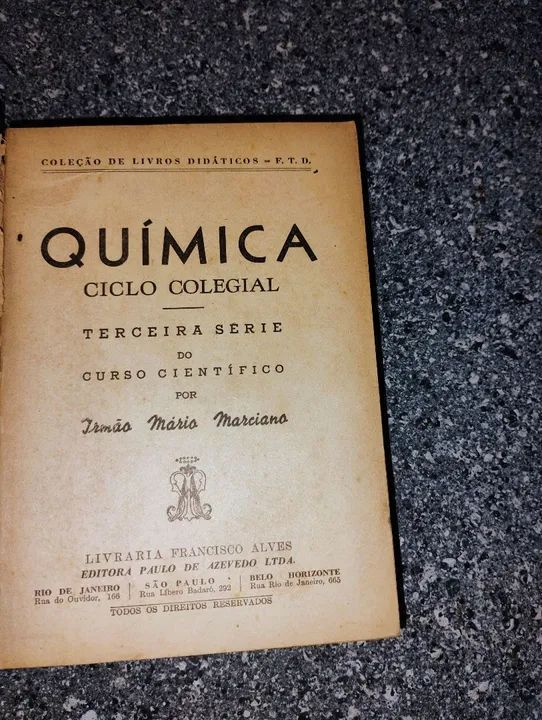 COLEÇÃO DE LIVROS DIDÁTICOS - F. T. D.
QUÍMICA
CICLO COLEGIAL
TERCEIRA SÉRIE
DO
CURSO CIENTÍFICO
POR
Irmão Mário Marciano
LIVRARIA FRANCISCO ALVES
EDITORA PAULO DE AZEVEDO LTDA.
RIO DE JANEIRO
Rua do Ouvidor, 166
SÃO PAULO
Rua Líbero Badaró, 292
BELO HORIZONTE
Rua Rio de Janeiro, 665
TODOS OS DIREITOS RESERVADOS